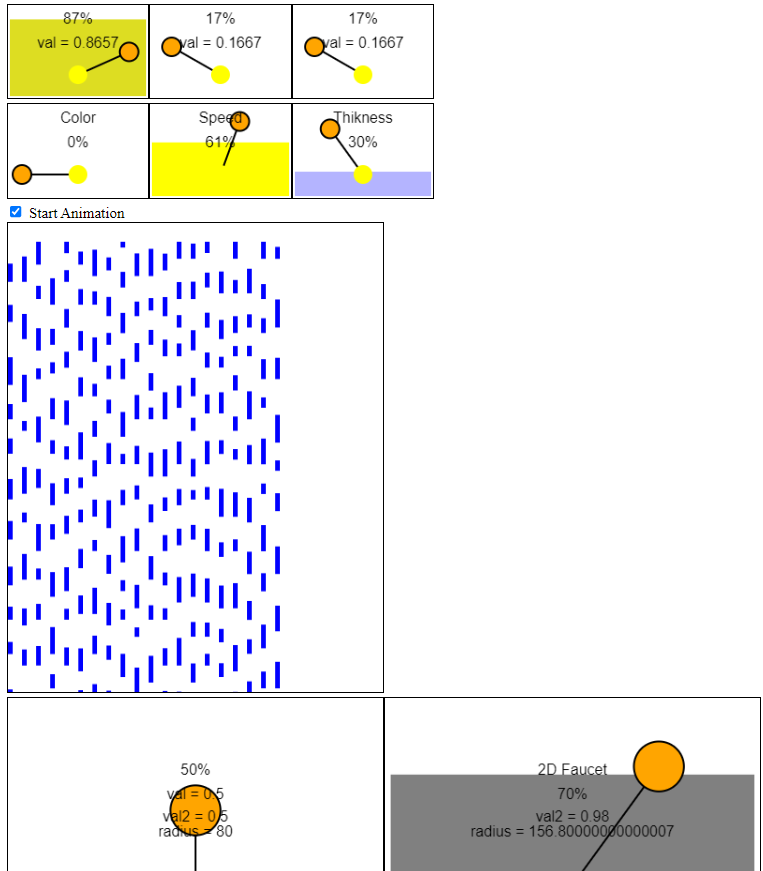 87%
val = 0.8657
17%
val = 0.1667
17%
val = 0.1667
Color
0%
Speed
61%
Thikness
30%
Start Animation
50%
val = 0.5
val2 = 0.5
radius = 80
2D Faucet
70%
val2 = 0.98
radius = 156.80000000000007